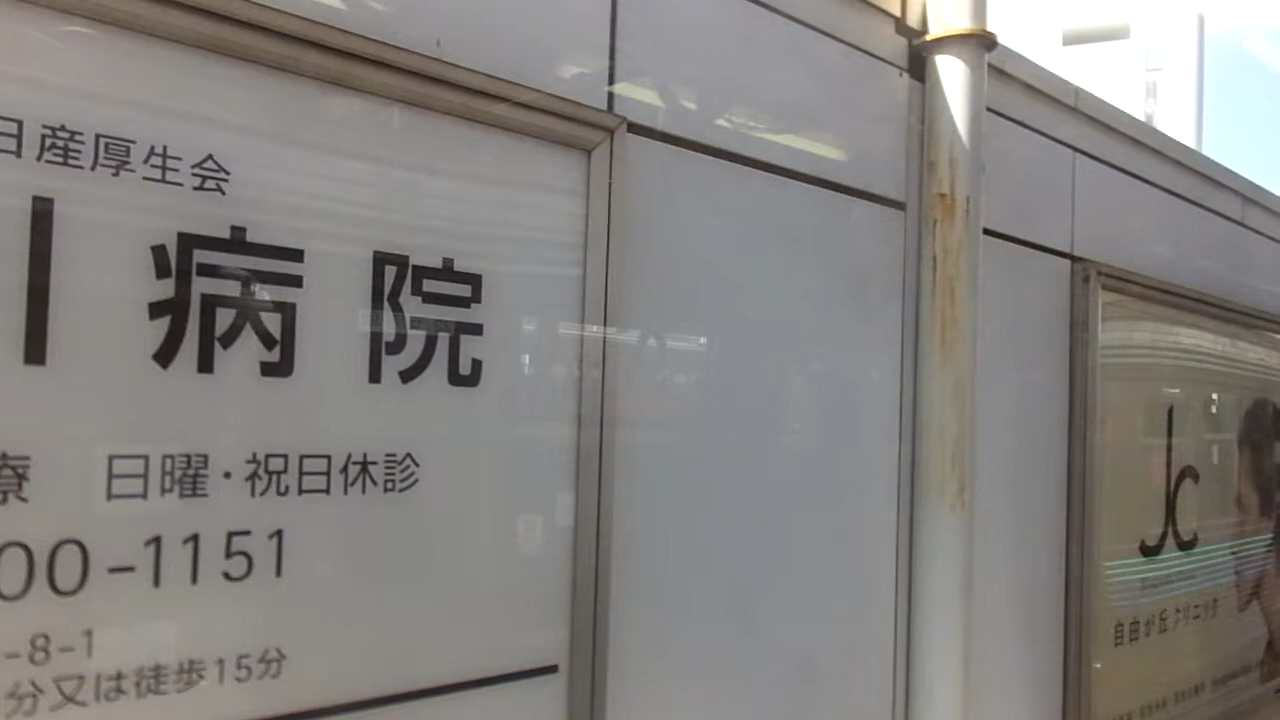 日産厚生会
病院
療 日曜・祝日休診
00-1151
-8-1
分又は徒歩15分
JC
自由が丘クリニック